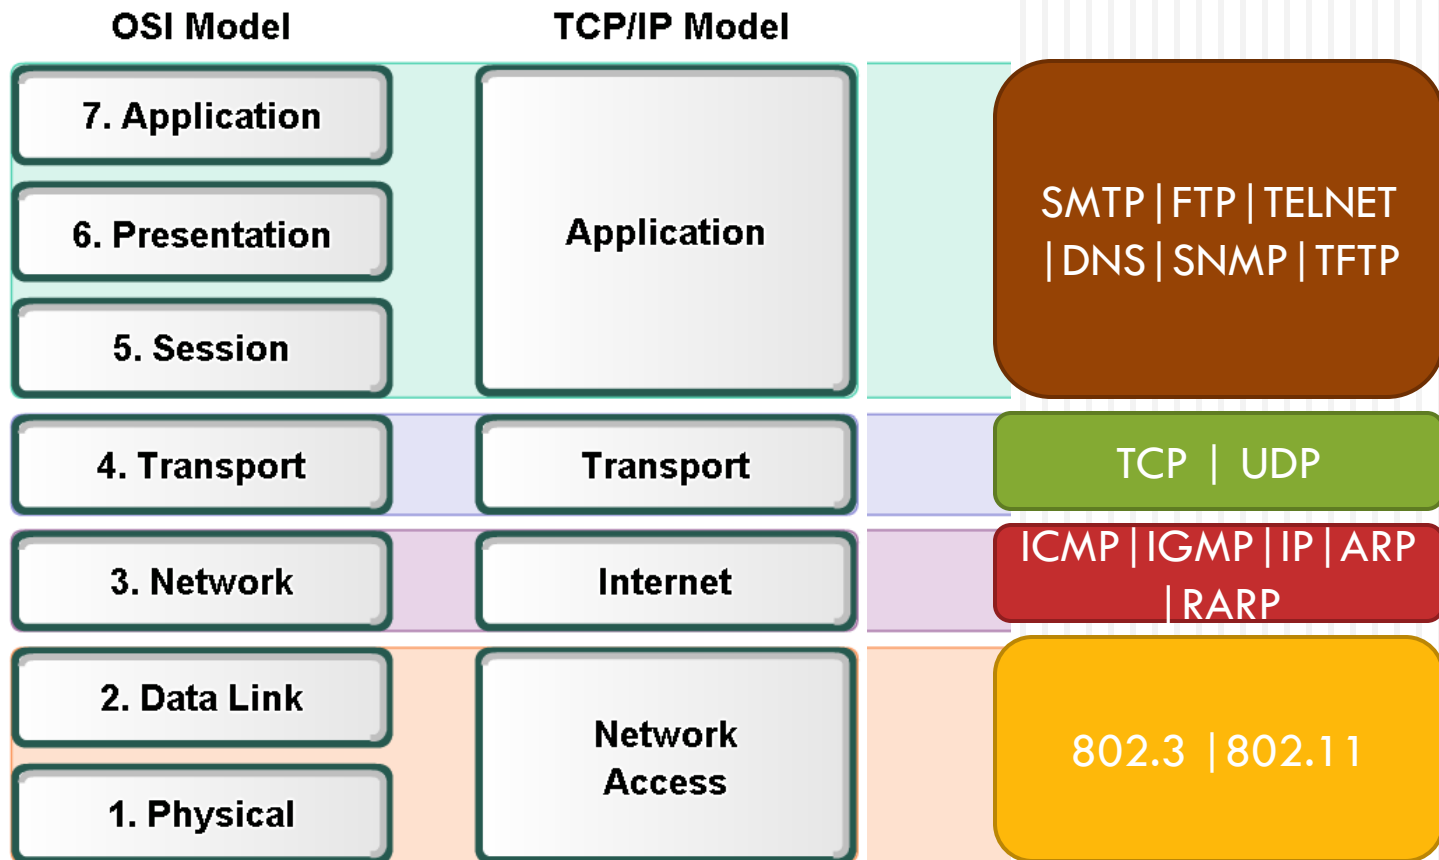 OSI Model
TCP/IP Model
7. Application
6. Presentation
5. Session
Application
SMTP|FTP|TELNET
|DNS|SNMP|TFTP
4. Transport
Transport
TCP | UDP
3. Network
Internet
ICMP|IGMP|IP|ARP
|RARP
2. Data Link
1. Physical
Network
Access
802.3 |802.11